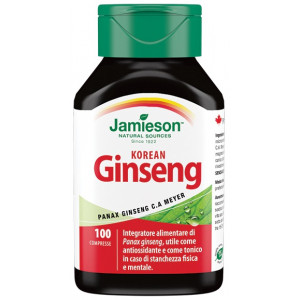 Jamieson
NATURAL SOURCES
Since 1922
KOREAN
Ginseng
PANAX GINSENG C.A MEYER
100
COMPRESSE
Integratore alimentare di
Panax ginseng, utile come
antiossidante e come tonico
in caso di stanchezza fisica
e mentale.